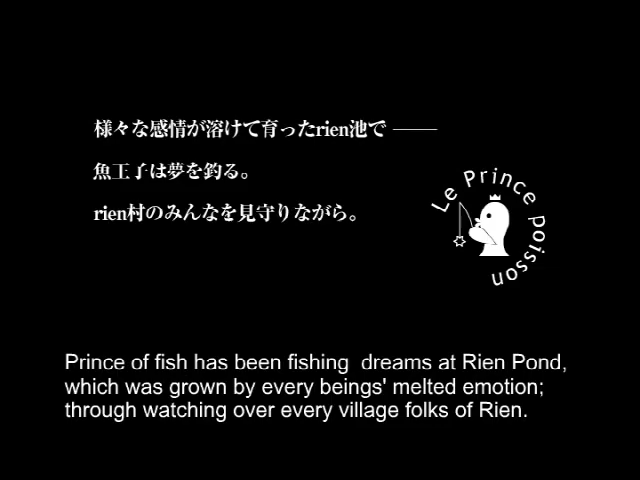 様々な感情が溶けて育ったrien池で ——
魚王子は夢を釣る。
rien村のみんなを見守りながら。
Le Prince poisson
Prince of fish has been fishing  dreams at Rien Pond,
which was grown by every beings' melted emotion;
through watching over every village folks of Rien.